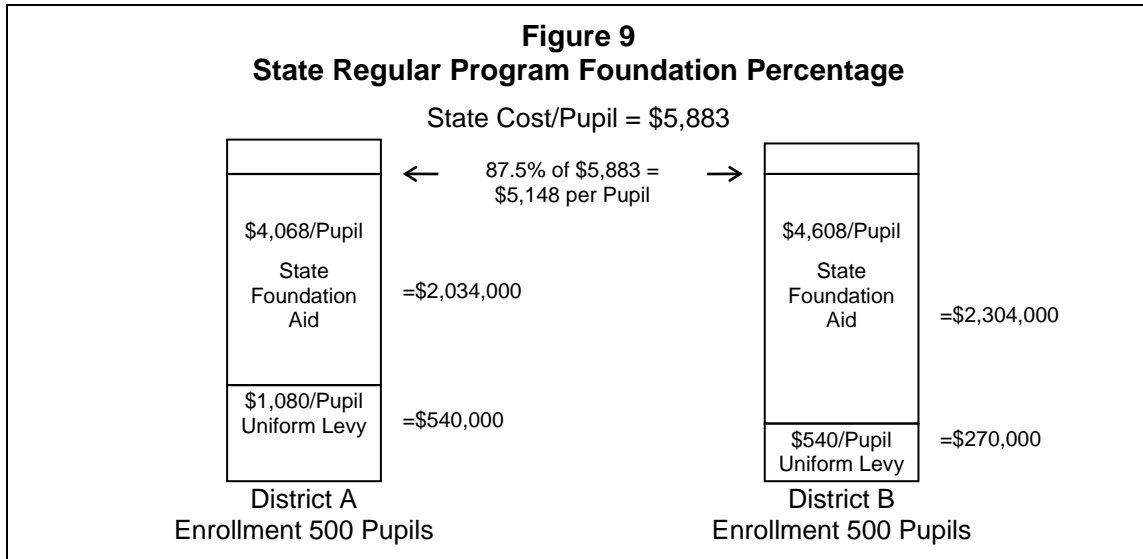 Figure 9
State Regular Program Foundation Percentage
State Cost/Pupil = $5,883
87.5% of $5,883 =
$5,148 per Pupil
$4,068/Pupil
State
Foundation
Aid
=$2,034,000
$1,080/Pupil
Uniform Levy
=$540,000
District A
Enrollment 500 Pupils
$4,608/Pupil
State
Foundation
Aid
=$2,304,000
$540/Pupil
Uniform Levy
=$270,000
District B
Enrollment 500 Pupils